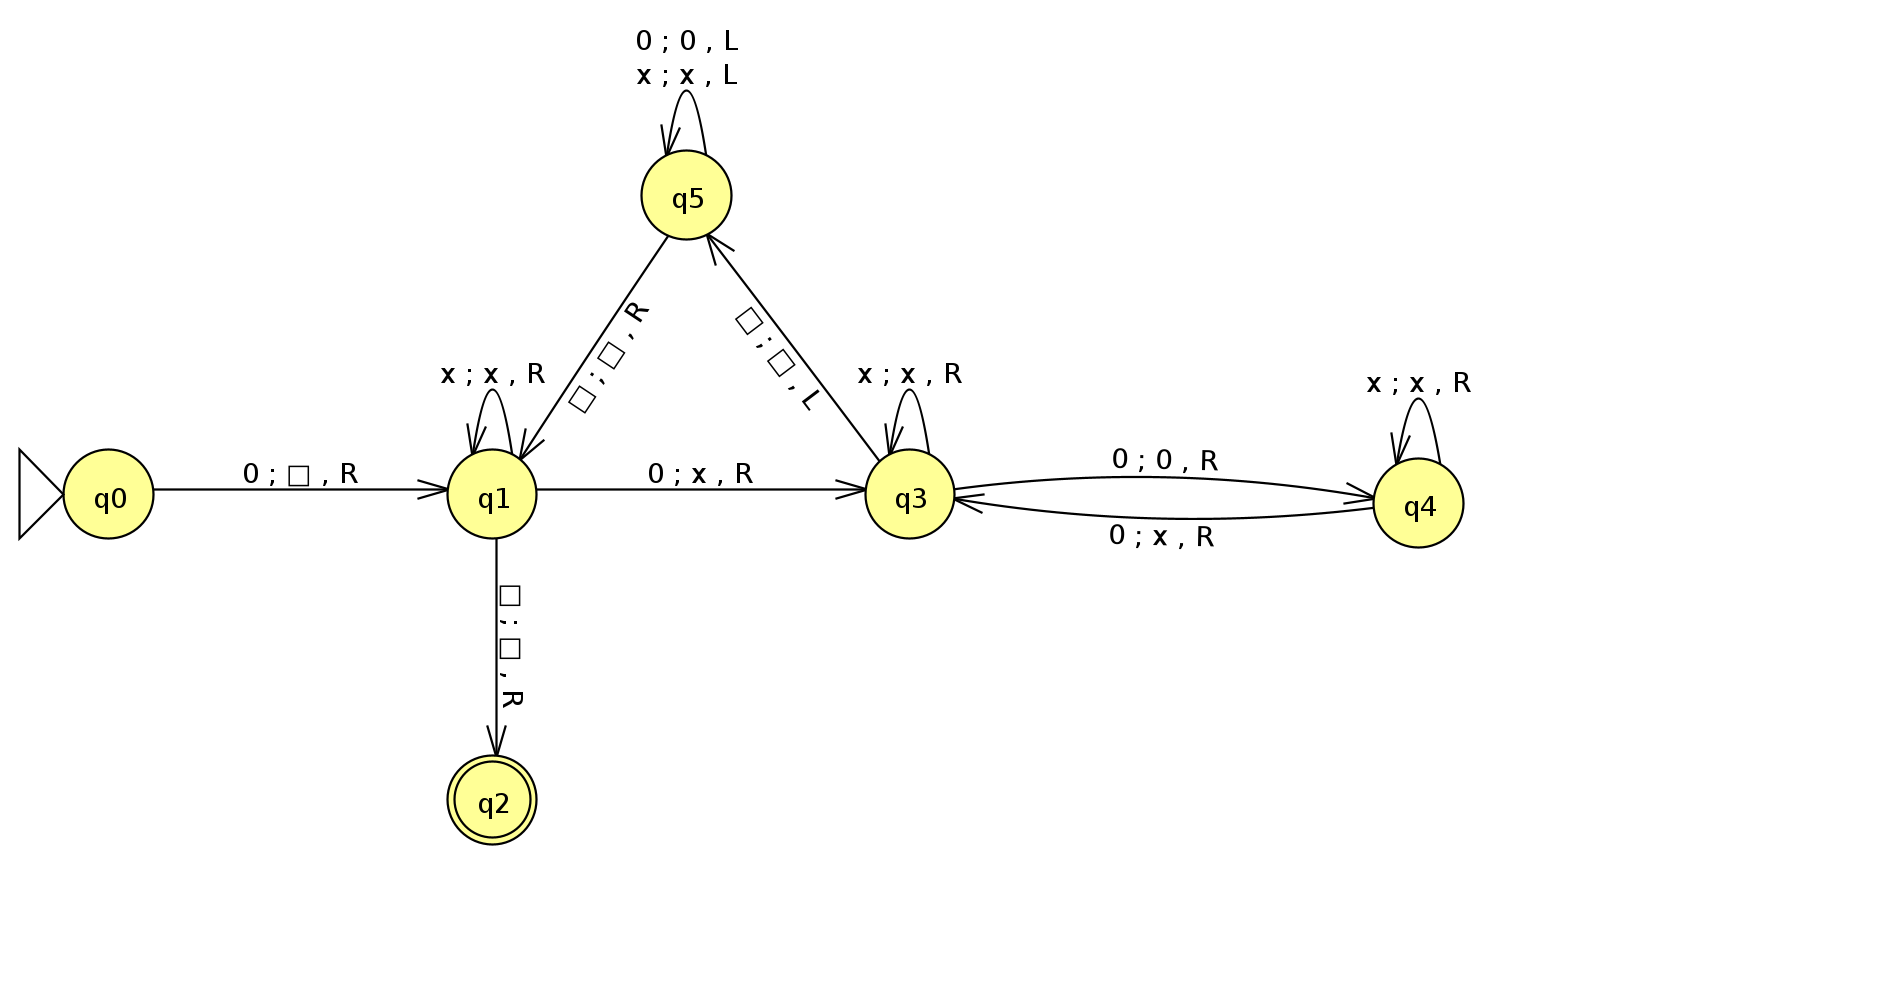 0 ; 0 , L
x ; x , L
q5
□ ; □ , R
□ ; □ , L
x ; x , R
x ; x , R
x ; x , R
0 ; □ , R
0 ; x , R
0 ; 0 , R
q0
q1
q3
q4
0 ; x , R
□ ; □ , R
q2